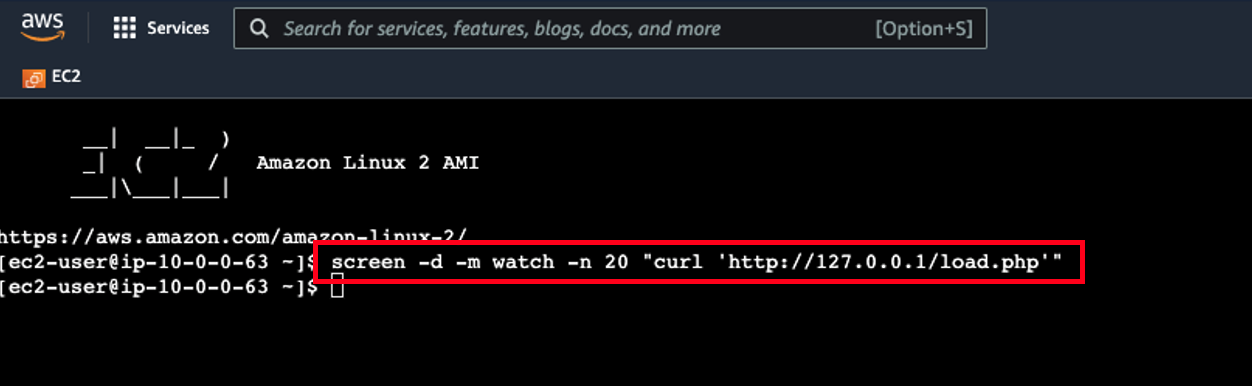 aws
Services
Search for services, features, blogs, docs, and more
[Option+S]
EC2
__|  __|_  )
_|  (     /   Amazon Linux 2 AMI
___|\___|___|
https://aws.amazon.com/amazon-linux-2/
[ec2-user@ip-10-0-0-63 ~]$ screen -d -m watch -n 20 "curl 'http://127.0.0.1/load.php'"
[ec2-user@ip-10-0-0-63 ~]$